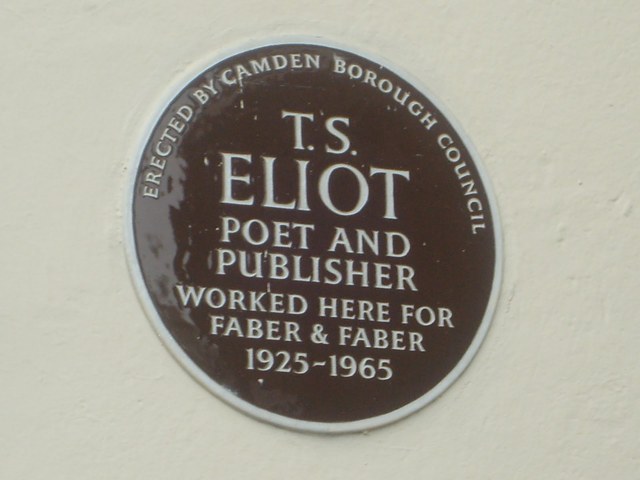 ERECTED BY CAMDEN BOROUGH COUNCIL
T.S.
ELIOT
POET AND
PUBLISHER
WORKED HERE FOR
FABER & FABER
1925~1965